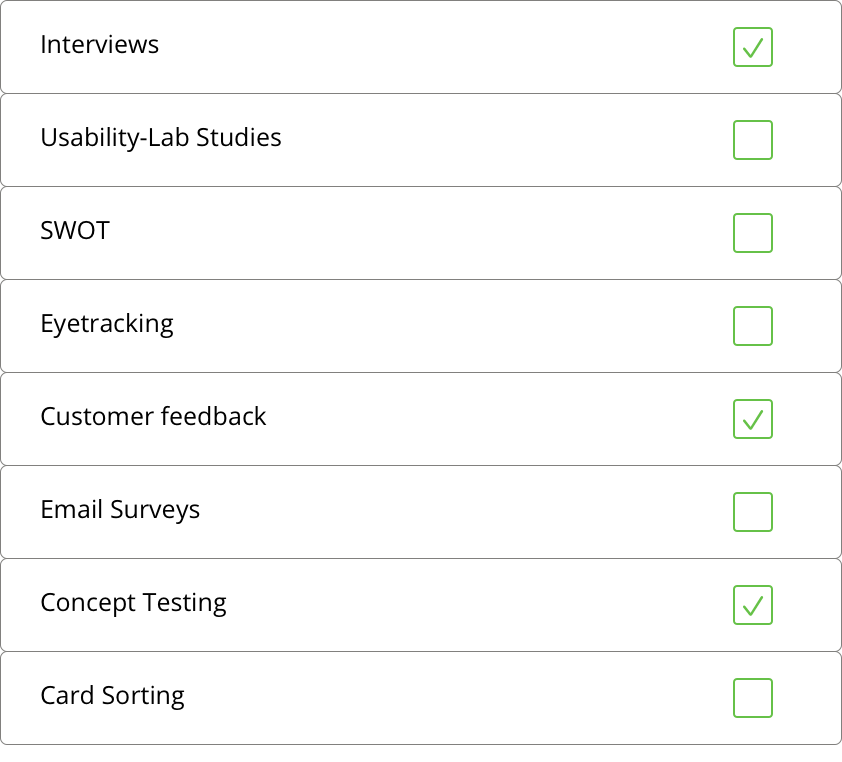 Interviews
Usability-Lab Studies
SWOT
Eyetracking
Customer feedback
Email Surveys
Concept Testing
Card Sorting